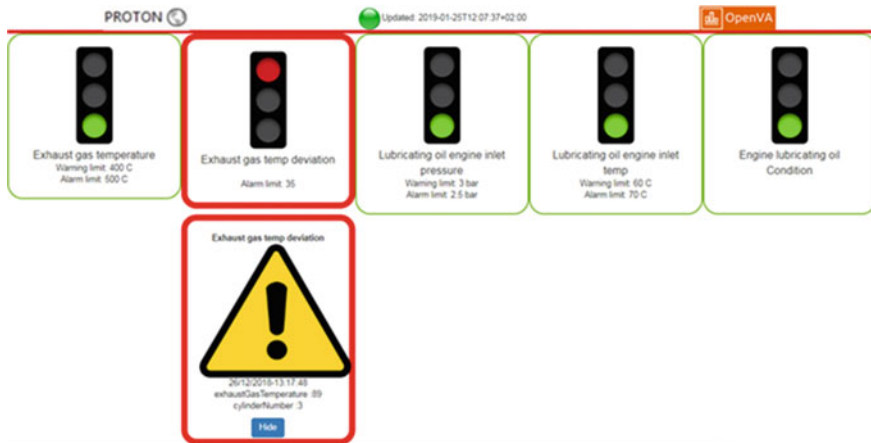 PROTON
Updated: 2019-01-25T12:07:37+02:00
OpenVA
Exhaust gas temperature
Warning limit: 400 C
Alarm limit: 500 C
Exhaust gas temp deviation
Alarm limit: 35
Lubricating oil engine inlet
pressure
Warning limit: 3 bar
Alarm limit: 2.5 bar
Lubricating oil engine inlet
temp
Warning limit: 60 C
Alarm limit: 70 C
Engine lubricating oil
Condition
Exhaust gas temp deviation
26/12/2018-13:17:48
exhaustGasTemperature :89
cylinderNumber :3
Hide